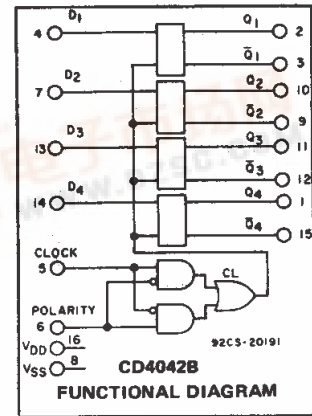 D1
4
Q1
2
Q̅1
3
D2
7
Q2
10
Q̅2
9
D3
13
Q3
11
Q̅3
12
D4
14
Q4
1
Q̅4
15
CLOCK
5
CL
POLARITY
6
92CS-20191
VDD 16
VSS 8
CD4042B
FUNCTIONAL DIAGRAM